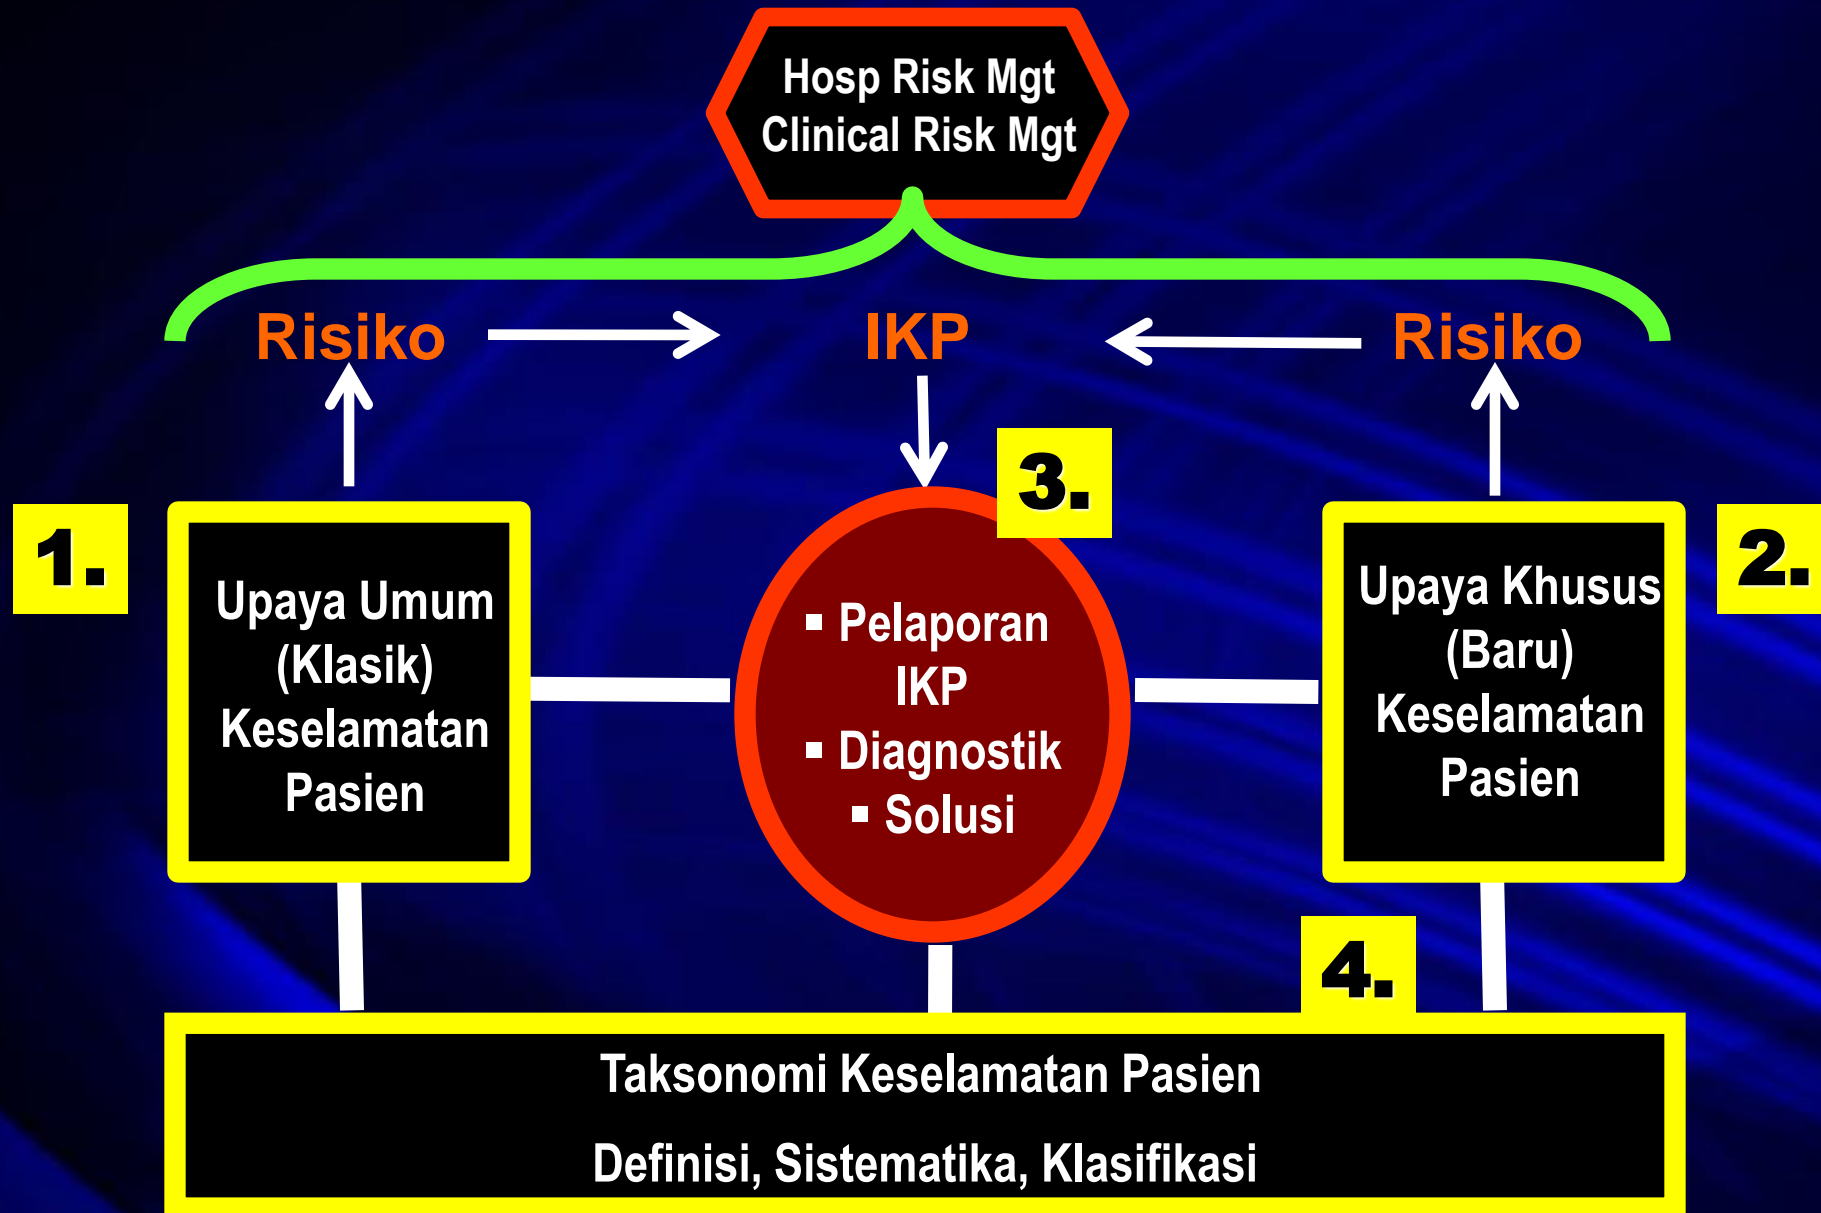 Hosp Risk Mgt
Clinical Risk Mgt
Risiko
IKP
Risiko
1.
Upaya Umum
(Klasik)
Keselamatan
Pasien
3.
▪ Pelaporan
IKP
▪ Diagnostik
▪ Solusi
2.
Upaya Khusus
(Baru)
Keselamatan
Pasien
4.
Taksonomi Keselamatan Pasien
Definisi, Sistematika, Klasifikasi